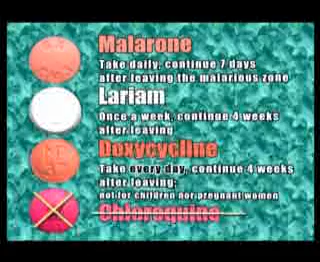 Malarone
Take daily, continue 7 days
after leaving the malarious zone
Lariam
Once a week, continue 4 weeks
after leaving
Doxycycline
Take every day, continue 4 weeks
after leaving;
not for children nor pregnant women
Chloroquine